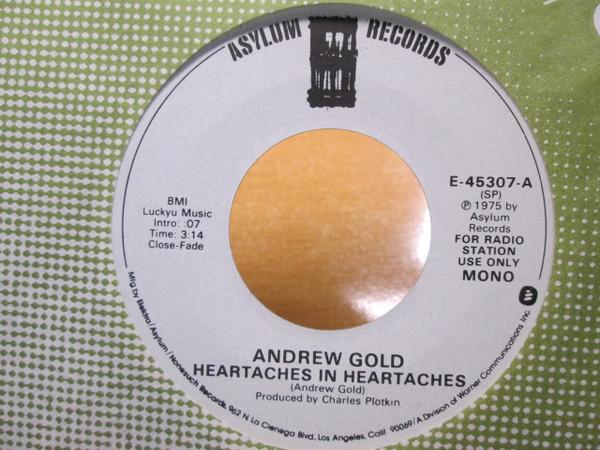 ASYLUM RECORDS
BMI
Luckyu Music
Intro: :07
Time: 3:14
Close-Fade
E-45307-A
(SP)
℗ 1975 by
Asylum
Records
FOR RADIO
STATION
USE ONLY
MONO
ANDREW GOLD
HEARTACHES IN HEARTACHES
(Andrew Gold)
Produced by Charles Plotkin
Mfg by Elektra/Asylum/Nonesuch Records, 962 N La Cienega Blvd., Los Angeles, Calif 90069/A Division of Warner Communications Inc